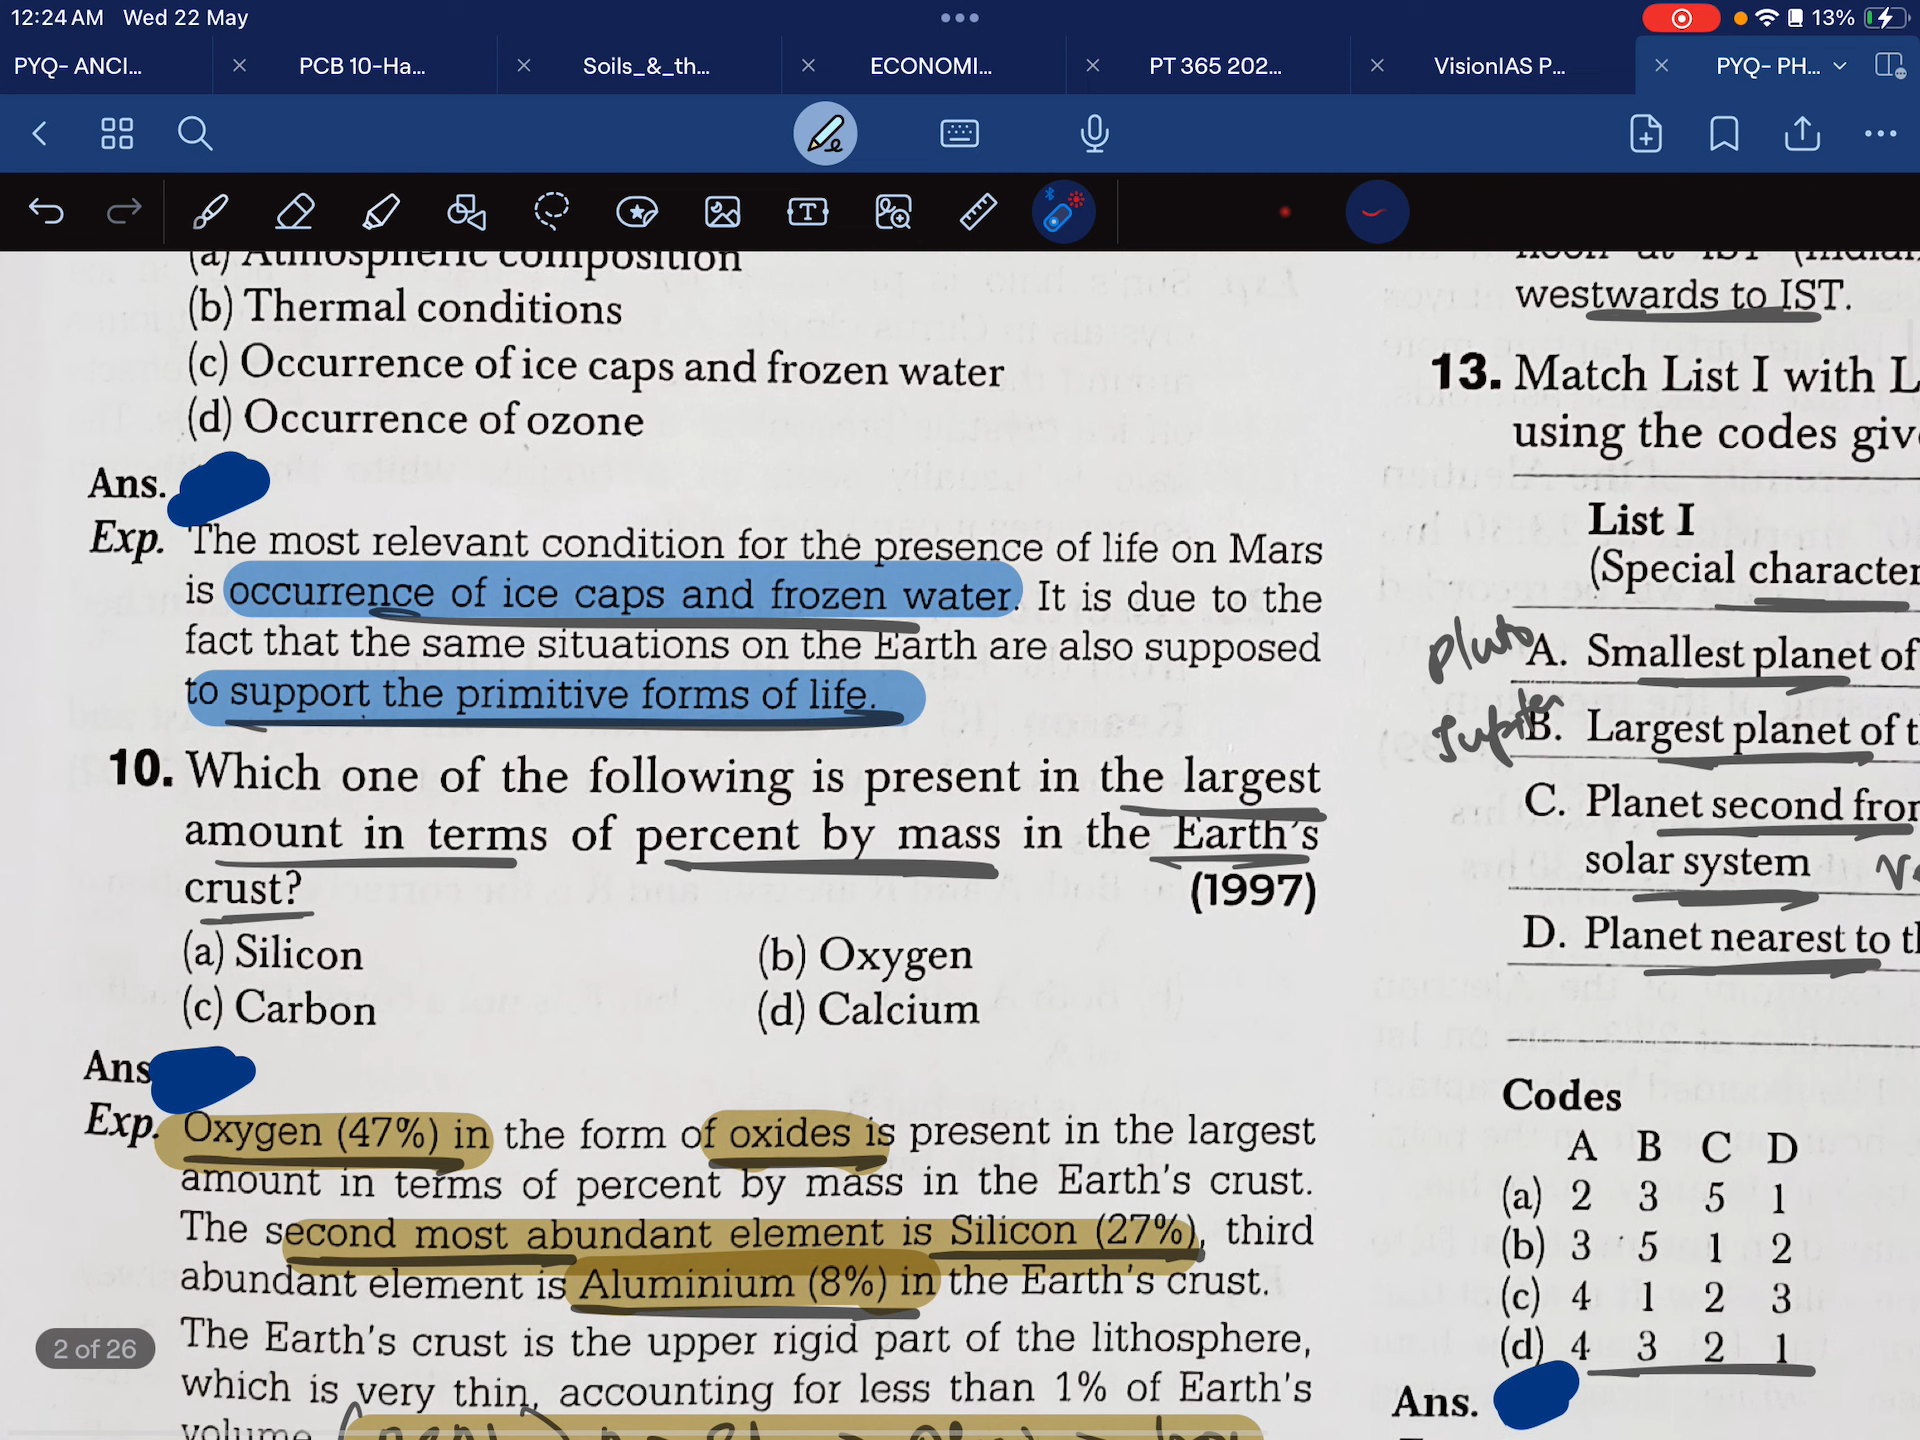 12:24 AM Wed 22 May
13%
PYQ- ANCI...
PCB 10-Ha...
Soils_&_th...
ECONOMI...
PT 365 202...
VisionIAS P...
PYQ- PH...
(a) Atmospheric composition
(b) Thermal conditions
(c) Occurrence of ice caps and frozen water
(d) Occurrence of ozone
Ans.
Exp. The most relevant condition for the presence of life on Mars
is occurrence of ice caps and frozen water. It is due to the
fact that the same situations on the Earth are also supposed
to support the primitive forms of life.
10. Which one of the following is present in the largest
amount in terms of percent by mass in the Earth's
crust? (1997)
(a) Silicon (b) Oxygen
(c) Carbon (d) Calcium
Ans
Exp. Oxygen (47%) in the form of oxides is present in the largest
amount in terms of percent by mass in the Earth's crust.
The second most abundant element is Silicon (27%), third
abundant element is Aluminium (8%) in the Earth's crust.
The Earth's crust is the upper rigid part of the lithosphere,
which is very thin, accounting for less than 1% of Earth's
volume
2 of 26
noon at IST (Indian
westwards to IST.
13. Match List I with L
using the codes giv
List I
(Special character
pluto A. Smallest planet of
Jupiter B. Largest planet of t
C. Planet second from
solar system
D. Planet nearest to th
Codes
A B C D
(a) 2 3 5 1
(b) 3 5 1 2
(c) 4 1 2 3
(d) 4 3 2 1
Ans.